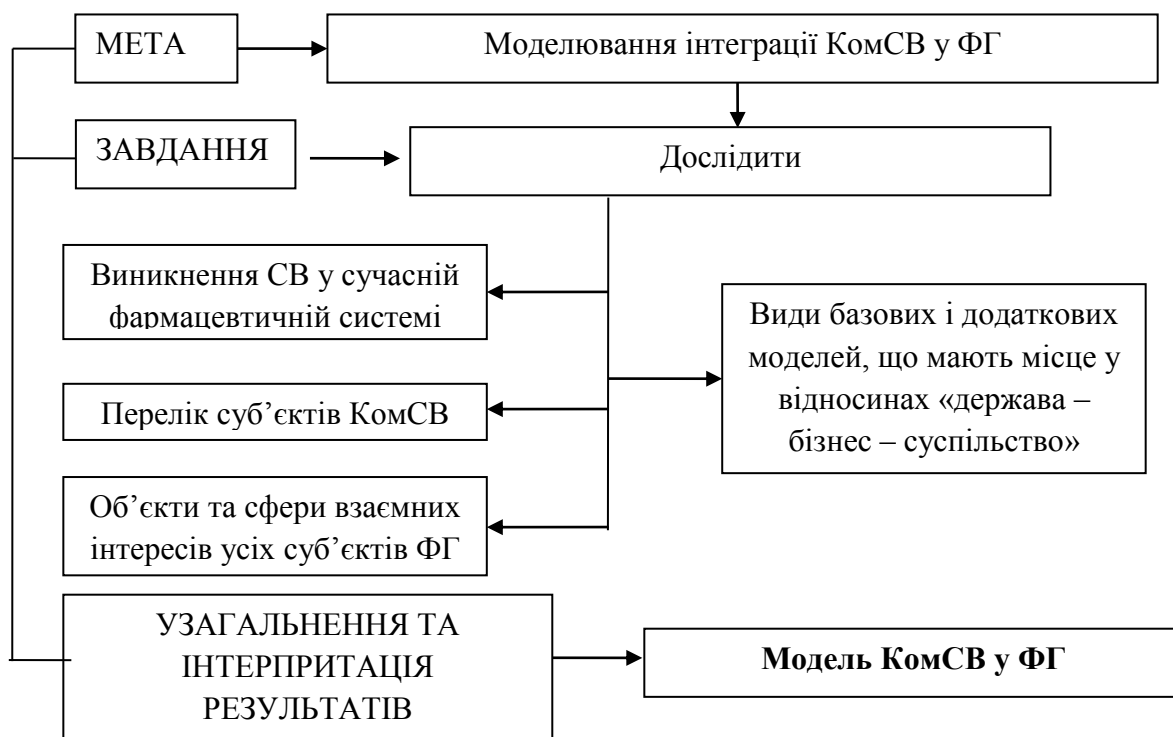 МЕТА
Моделювання інтеграції КомСВ у ФГ
ЗАВДАННЯ
Дослідити
Виникнення СВ у сучасній
фармацевтичній системі
Види базових і додаткових
моделей, що мають місце у
відносинах «держава –
бізнес – суспільство»
Перелік суб’єктів КомСВ
Об’єкти та сфери взаємних
інтересів усіх суб’єктів ФГ
УЗАГАЛЬНЕННЯ ТА
ІНТЕРПРИТАЦІЯ
РЕЗУЛЬТАТІВ
Модель КомСВ у ФГ